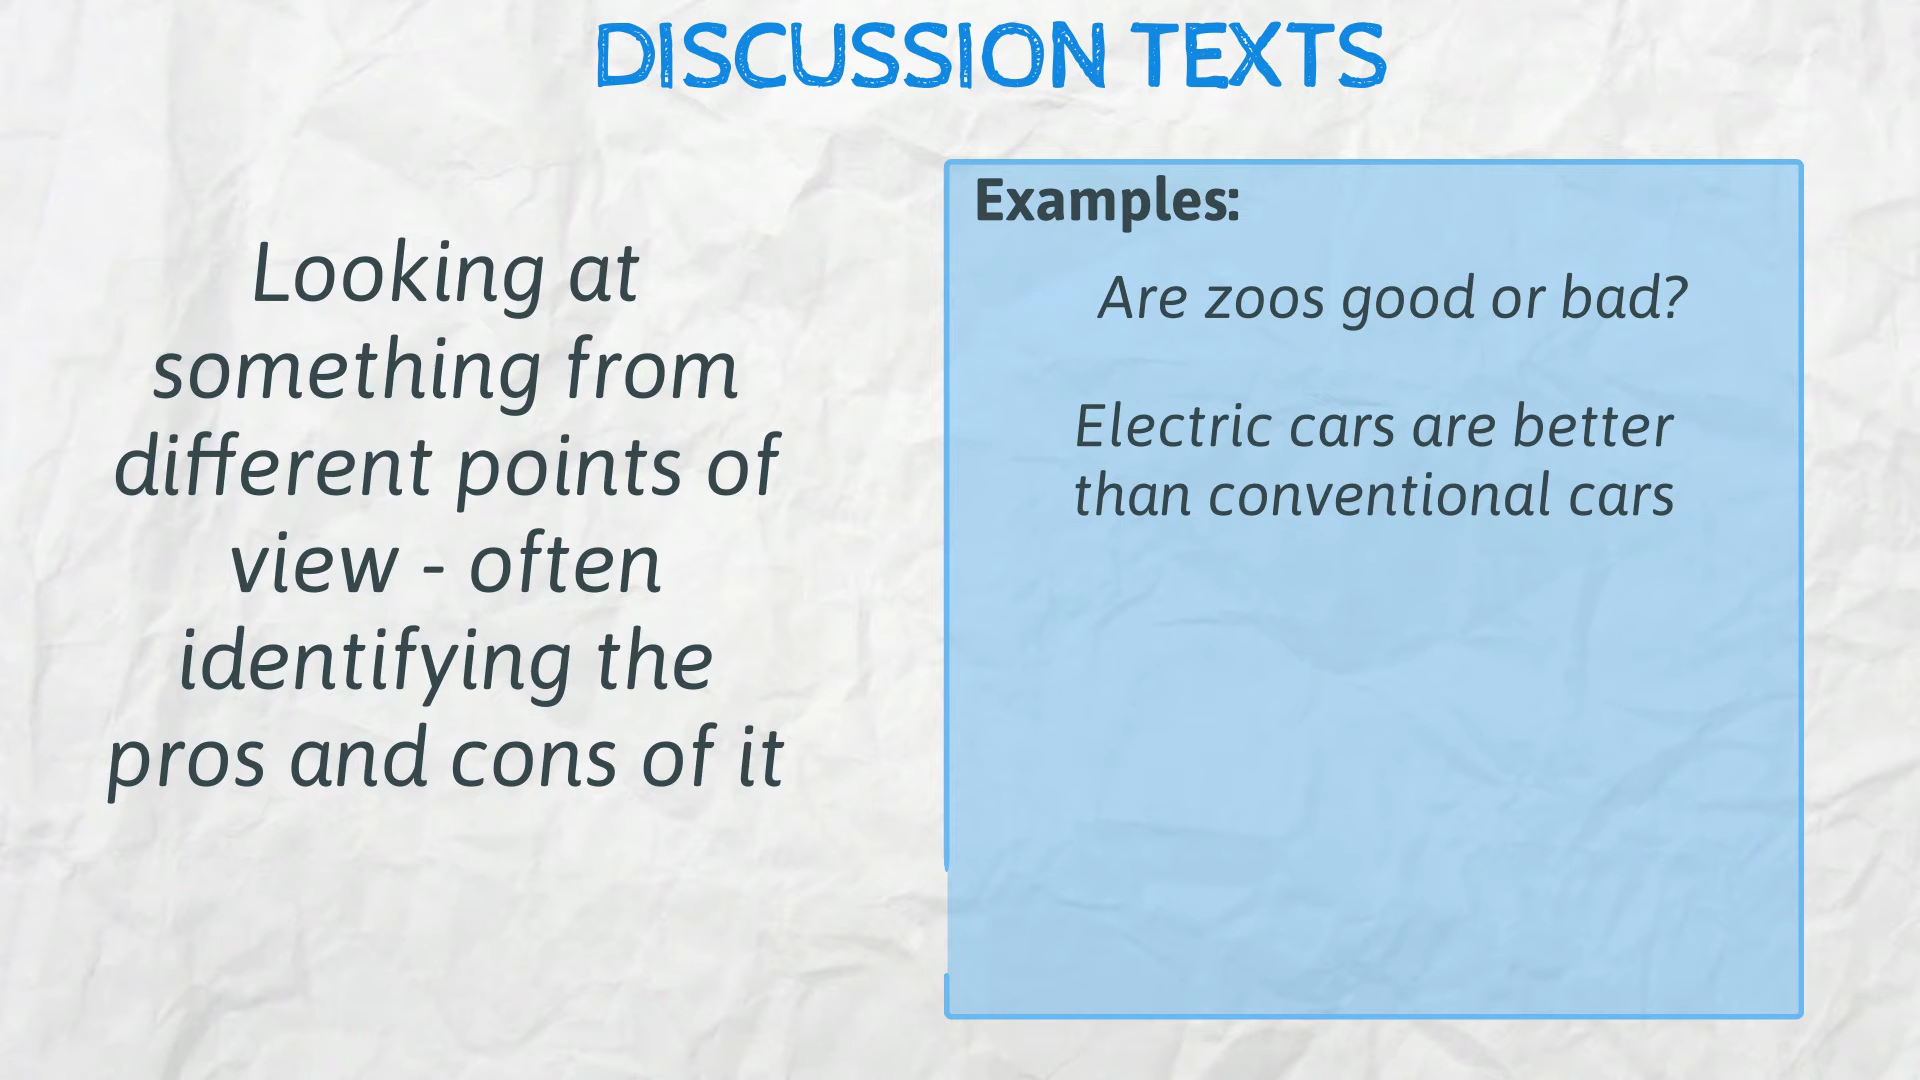 DISCUSSION TEXTS
Looking at
something from
different points of
view - often
identifying the
pros and cons of it
Examples:
Are zoos good or bad?
Electric cars are better
than conventional cars